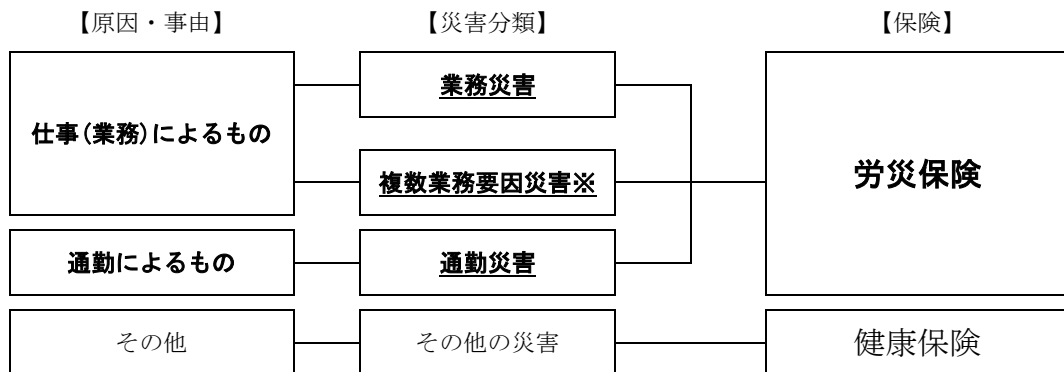 【原因・事由】 【災害分類】 【保険】
仕事(業務)によるもの
業務災害
複数業務要因災害※
労災保険
通勤によるもの
通勤災害
その他
その他の災害
健康保険